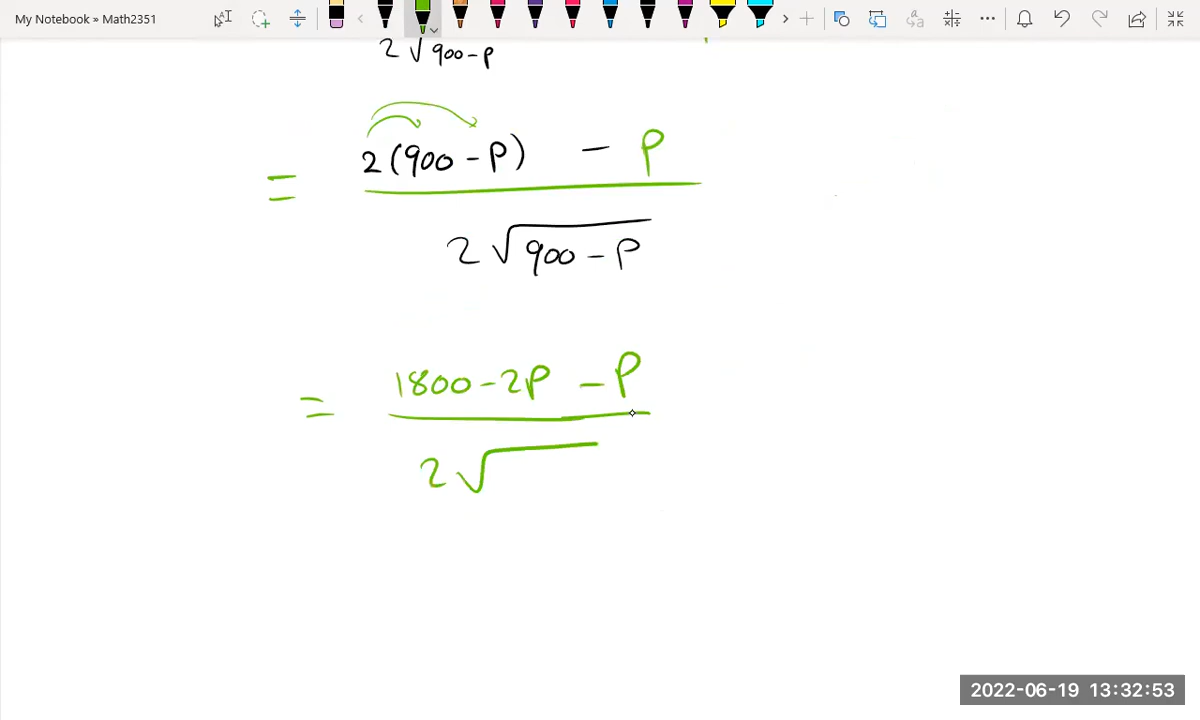 My Notebook » Math2351
2√900-p
= 2(900-p) - p
2√900-p
= 1800-2p -p
2√
2022-06-19 13:32:53